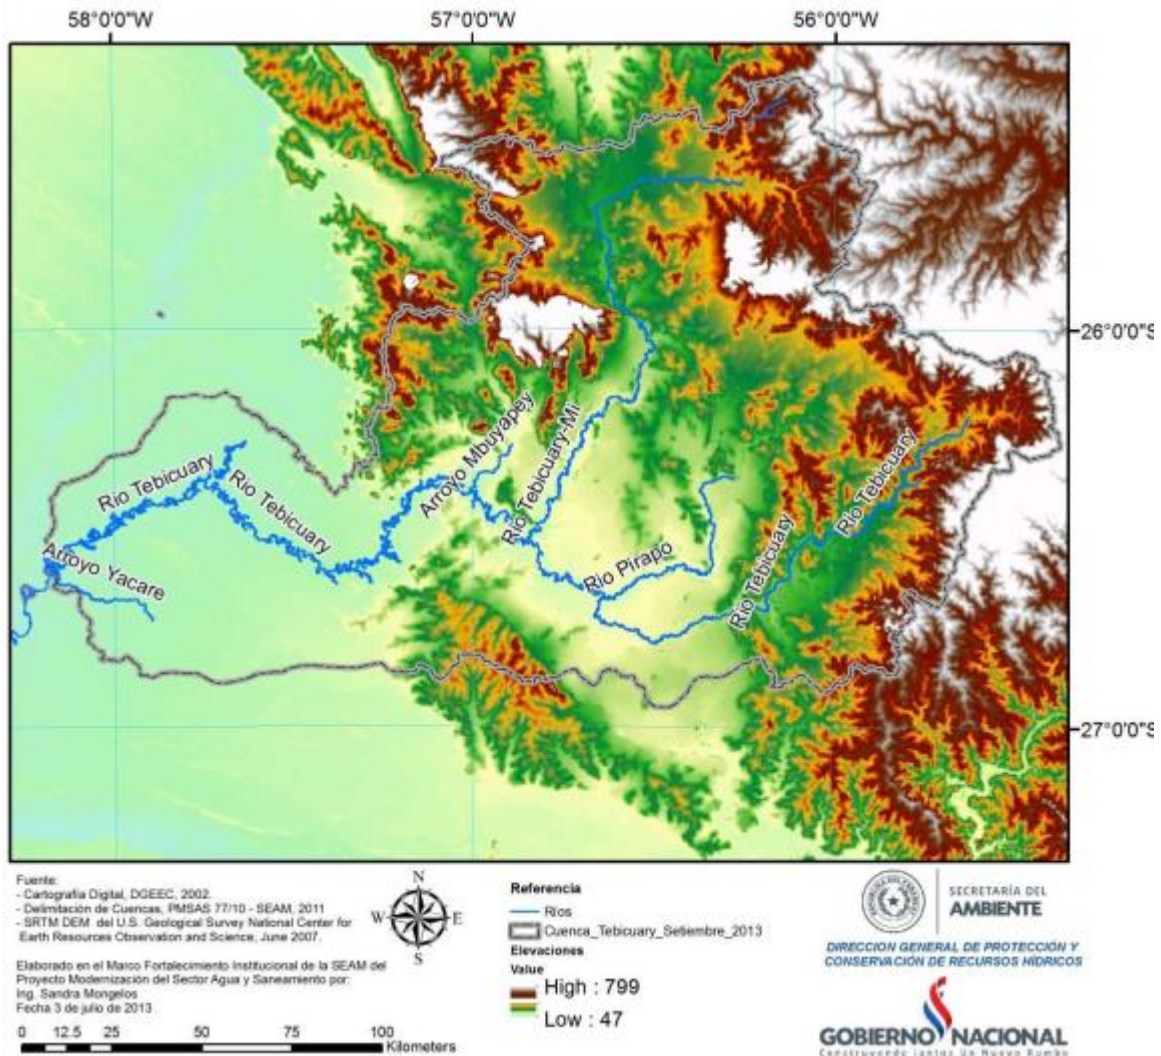 58°0'0"W
57°0'0"W
56°0'0"W
26°0'0"S
27°0'0"S
Rio Tebicuary
Rio Tebicuary
Arroyo Yacare
Arroyo Mbuyapey
Rio Tebicuary-Mi
Rio Pirapo
Rio Tebicuary
Rio Tebicuary
Fuente:
- Cartografia Digital, DGEEC, 2002.
- Delimitación de Cuencas, PMSAS 77/10 - SEAM, 2011
- SRTM DEM del U.S. Geological Survey National Center for
Earth Resources Observation and Science, June 2007.
Elaborado en el Marco Fortalecimiento Institucional de la SEAM del
Proyecto Modernización del Sector Agua y Saneamiento por:
Ing. Sandra Mongelos
Fecha 3 de julio de 2013
0 12.5 25 50 75 100
Kilometers
N
W E
S
Referencia
Ríos
Cuenca_Tebicuary_Setiembre_2013
Elevaciones
Value
High : 799
Low : 47
SECRETARÍA DEL
AMBIENTE
DIRECCION GENERAL DE PROTECCIÓN Y
CONSERVACIÓN DE RECURSOS HÍDRICOS
GOBIERNO NACIONAL
Construyendo juntos un Nuevo Rumbo